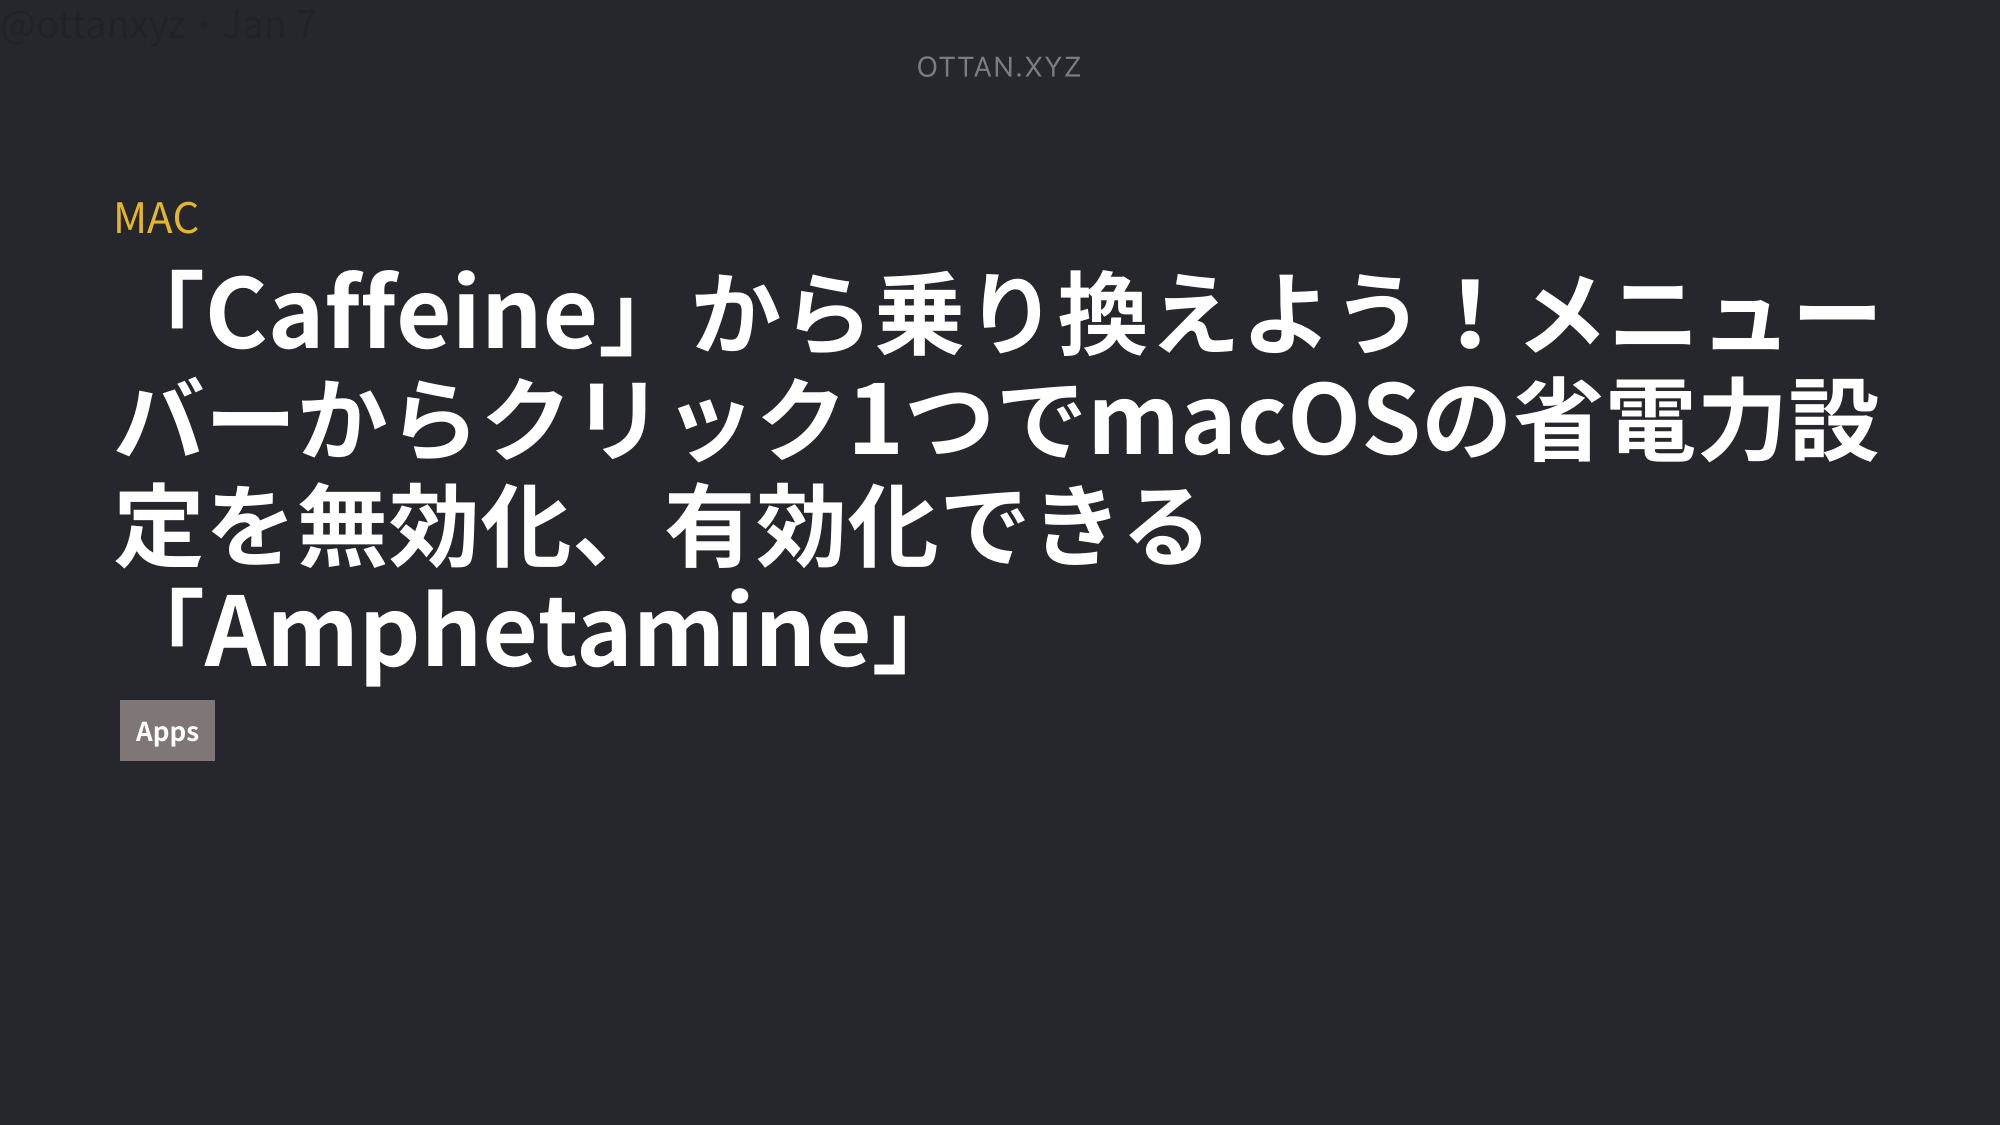 @ottanxyz・Jan 7
OTTAN.XYZ
MAC
「Caffeine」から乗り換えよう！メニュー
バーからクリック1つでmacOSの省電力設
定を無効化、有効化できる
「Amphetamine」
Apps